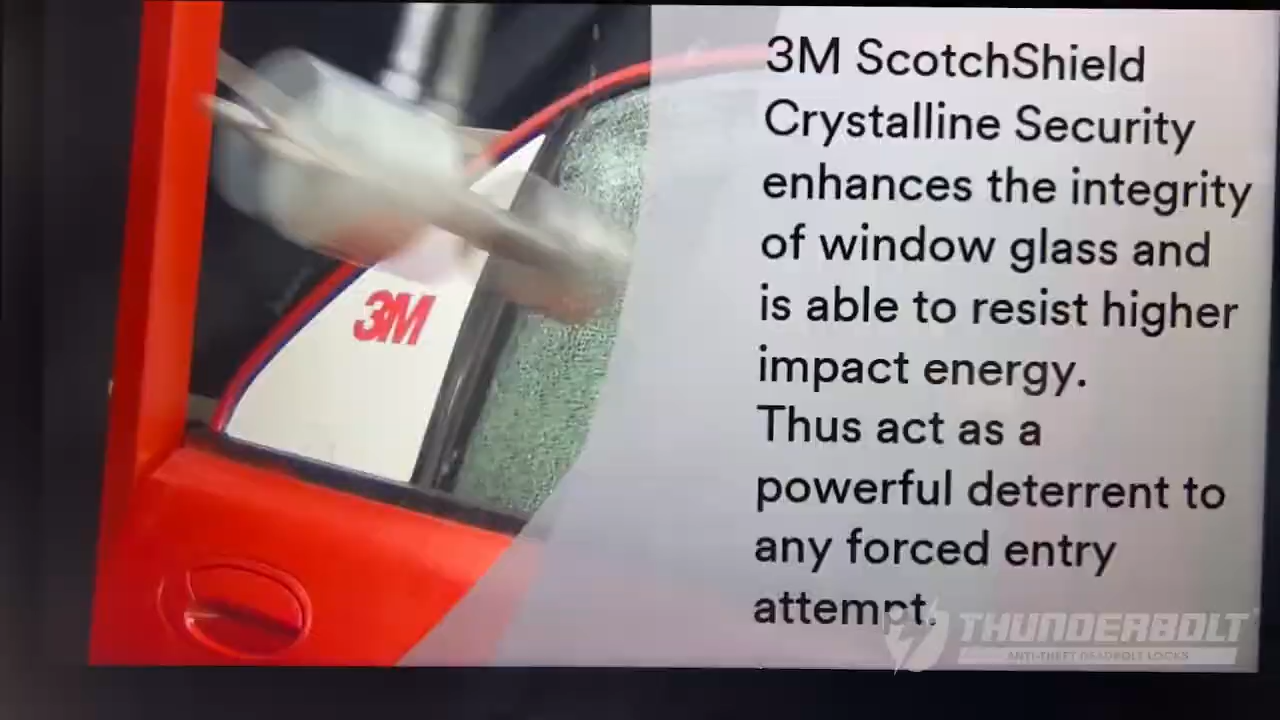 3M ScotchShield
Crystalline Security
enhances the integrity
of window glass and
is able to resist higher
impact energy.
Thus act as a
powerful deterrent to
any forced entry
attempt.
3M
THUNDERBOLT
ANTI-THEFT DEADBOLT LOCKS